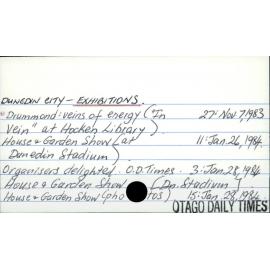 DUNEDIN CITY - EXHIBITIONS.
Drummond: veins of energy ("In 27: Nov 7, 1983
Vein" at Hocken Library).
House & Garden Show (at 11: Jan. 26, 1984
Dunedin Stadium)
Organisers delighted. O.D.Times. 3: Jan. 28, 1984
House & Garden Show (Dn. Stadium)
House & Garden Show (photos) 15: Jan. 28, 1984
OTAGO DAILY TIMES